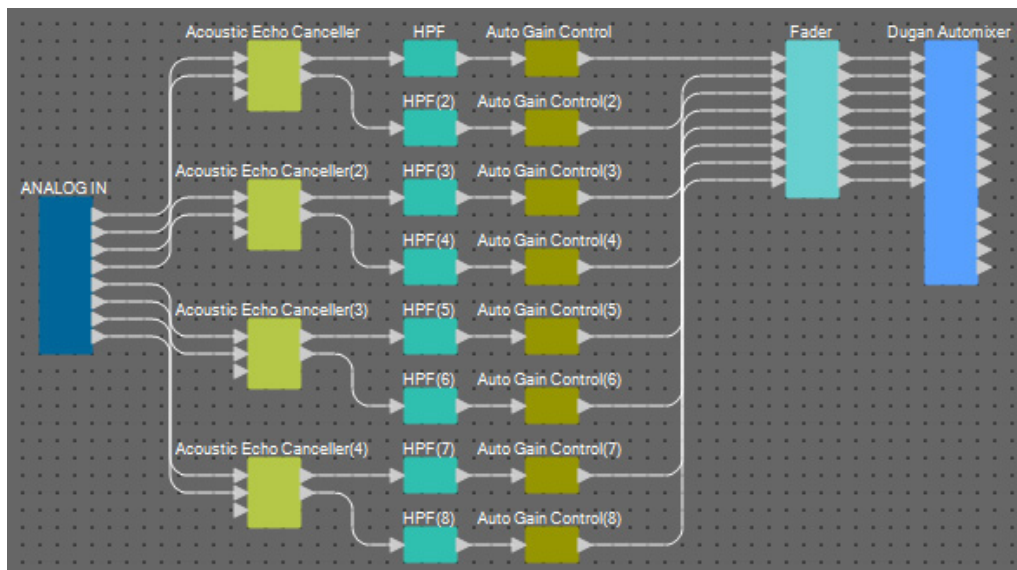 Acoustic Echo Canceller HPF Auto Gain Control Fader Dugan Automixer
HPF(2) Auto Gain Control(2)
Acoustic Echo Canceller(2) HPF(3) Auto Gain Control(3)
ANALOG IN
HPF(4) Auto Gain Control(4)
Acoustic Echo Canceller(3) HPF(5) Auto Gain Control(5)
HPF(6) Auto Gain Control(6)
Acoustic Echo Canceller(4) HPF(7) Auto Gain Control(7)
HPF(8) Auto Gain Control(8)